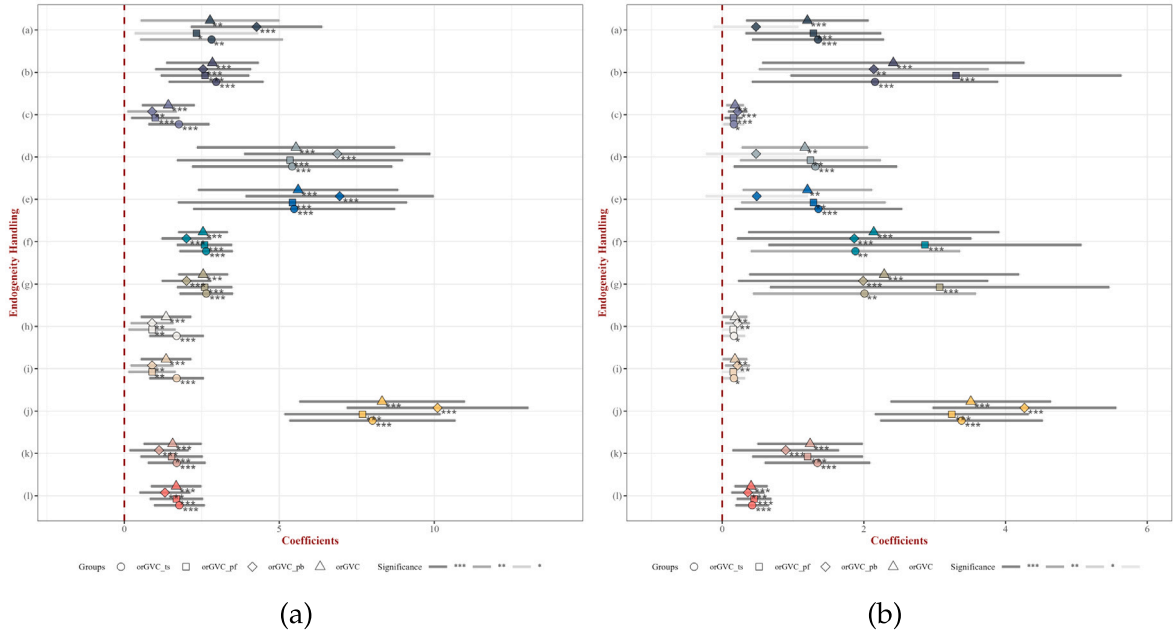 Endogeneity Handling
(a)
(b)
(c)
(d)
(e)
(f)
(g)
(h)
(i)
(j)
(k)
(l)
0 5 10
Coefficients
Groups orGVC_ts orGVC_pf orGVC_pb orGVC Significance *** ** *
(a)
Endogeneity Handling
(a)
(b)
(c)
(d)
(e)
(f)
(g)
(h)
(i)
(j)
(k)
(l)
0 2 4 6
Coefficients
Groups orGVC_ts orGVC_pf orGVC_pb orGVC Significance *** ** *
(b)